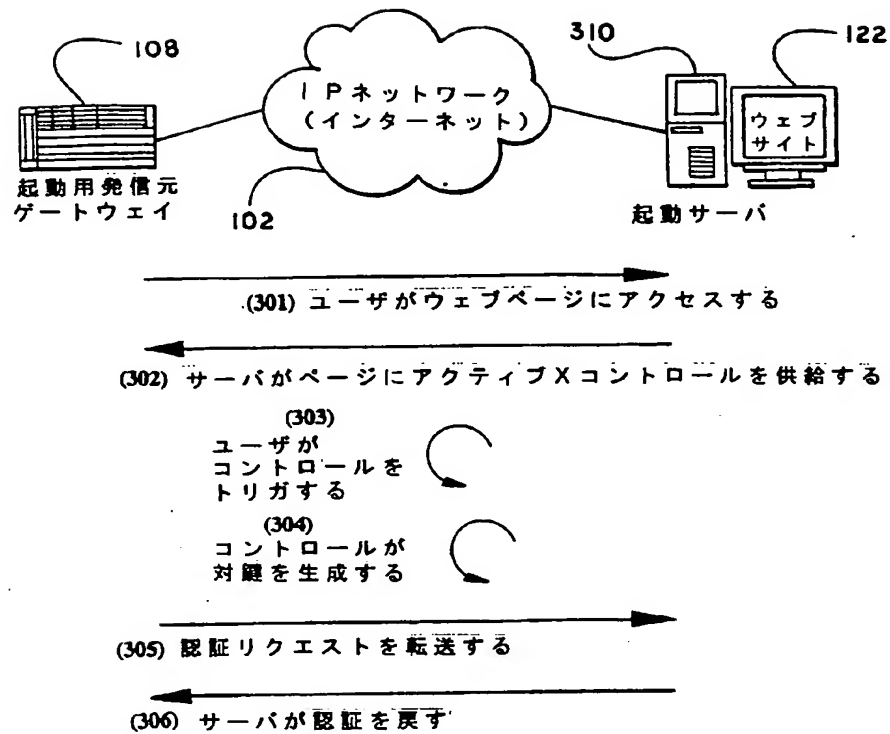 108
310
122
IPネットワーク
(インターネット)
ウェブ
サイト
起動用発信元
ゲートウェイ
102
起動サーバ
(301) ユーザがウェブページにアクセスする
(302) サーバがページにアクティブXコントロールを供給する
(303)
ユーザが
コントロールを
トリガする
(304)
コントロールが
対鍵を生成する
(305) 認証リクエストを転送する
(306) サーバが認証を戻す